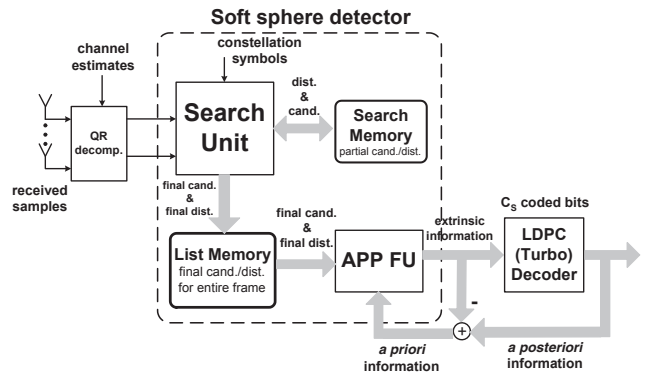 Soft sphere detector
channel
estimates
constellation
symbols
dist.
&
cand.
Search
Unit
Search
Memory
partial cand./dist.
QR
decomp.
received
samples
final cand.
&
final dist.
final cand.
&
final dist.
List Memory
final cand./dist.
for entire frame
APP FU
extrinsic
information
C_S coded bits
LDPC
(Turbo)
Decoder
-
+
a priori
information
a posteriori
information